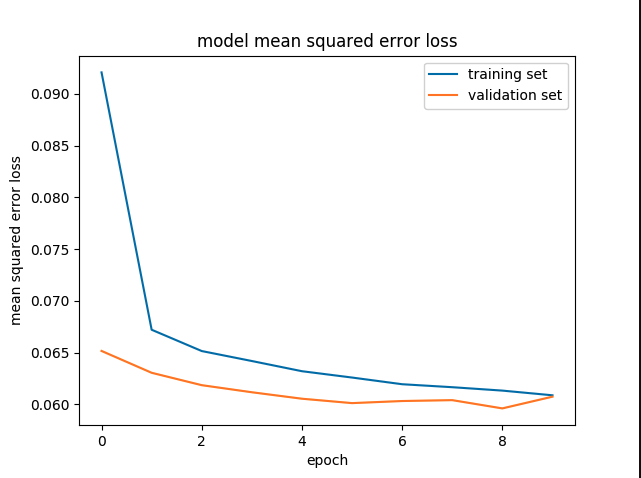 model mean squared error loss
training set
validation set
mean squared error loss
0.090
0.085
0.080
0.075
0.070
0.065
0.060
0 2 4 6 8
epoch